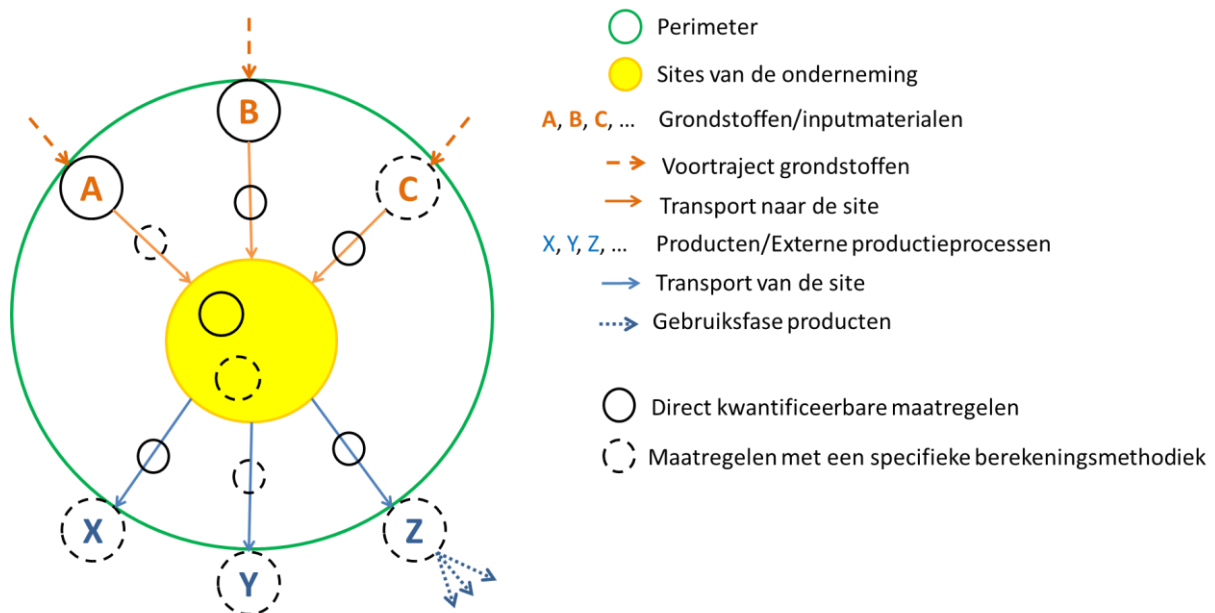 B
A
C
X
Y
Z
Perimeter
Sites van de onderneming
A, B, C, ... Grondstoffen/inputmaterialen
Voortraject grondstoffen
Transport naar de site
X, Y, Z, ... Producten/Externe productieprocessen
Transport van de site
Gebruiksfase producten
Direct kwantificeerbare maatregelen
Maatregelen met een specifieke berekeningsmethodiek